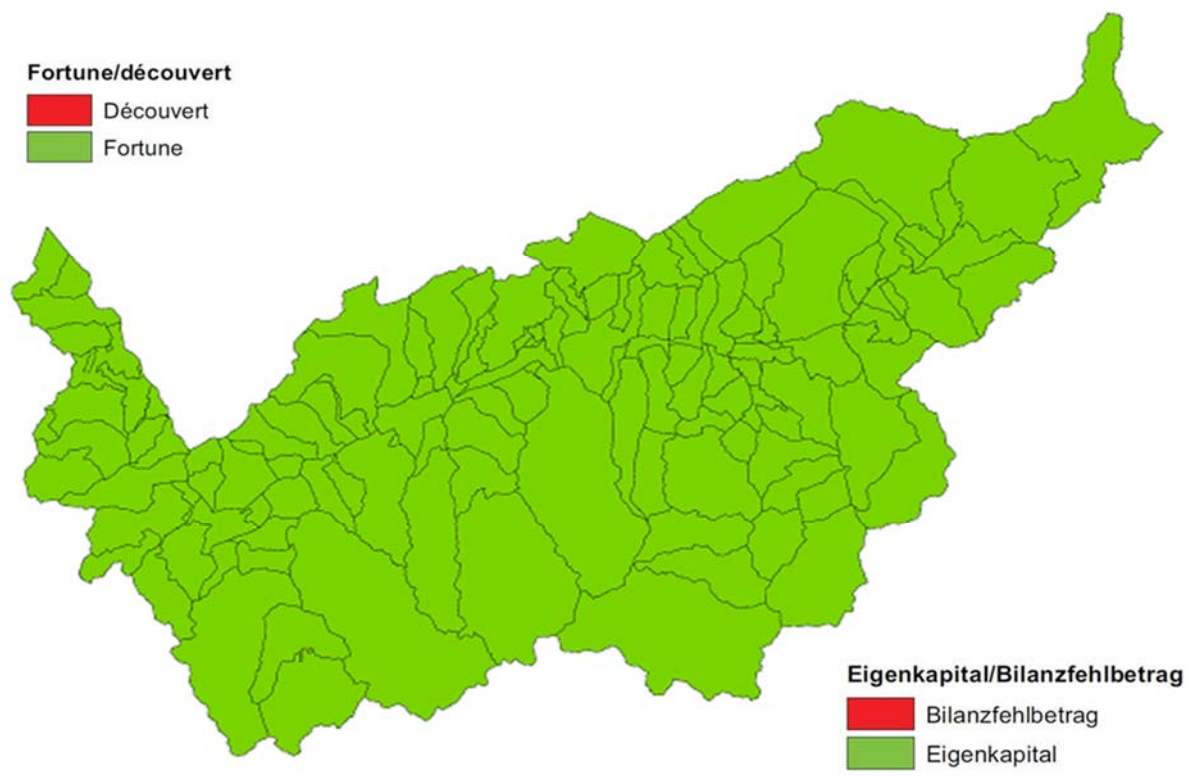 Fortune/découvert
Découvert
Fortune
Eigenkapital/Bilanzfehlbetrag
Bilanzfehlbetrag
Eigenkapital